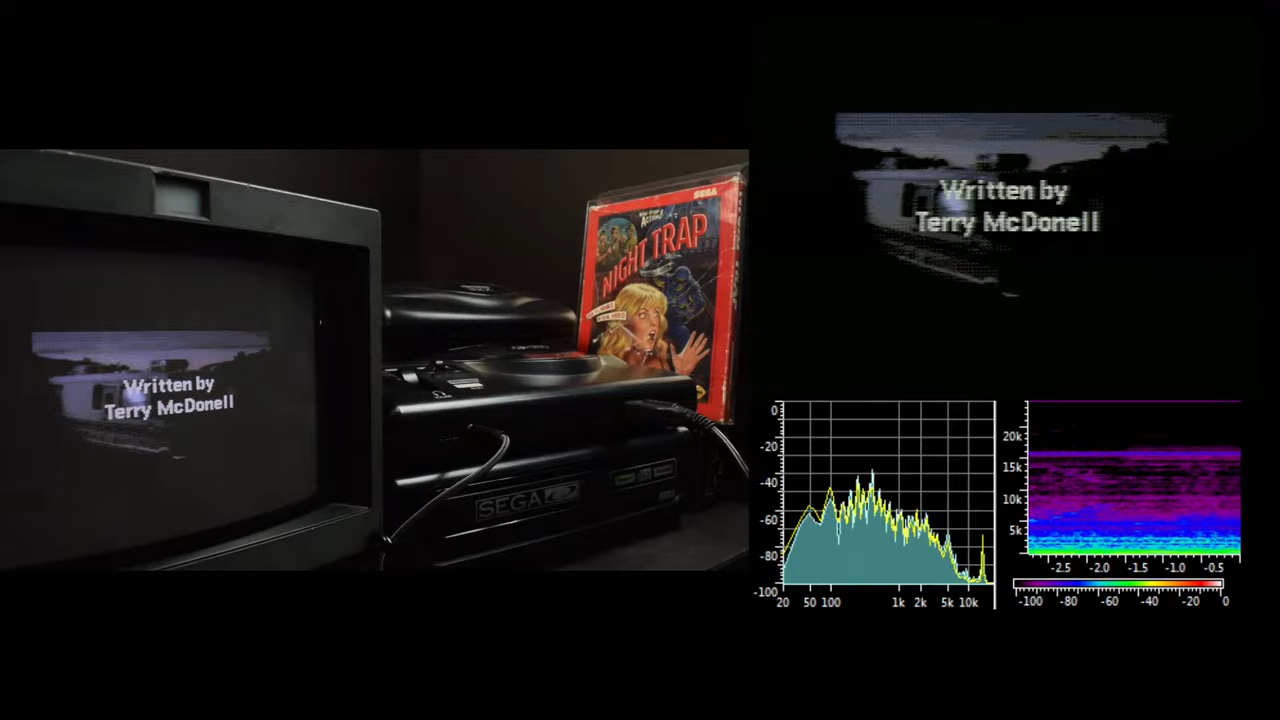 Written by
Terry McDonell
SEGA
NIGHT TRAP
SEGA
Written by
Terry McDonell
0
-20
-40
-60
-80
-100
20 50 100 1k 2k 5k 10k
20k
15k
10k
5k
-2.5 -2.0 -1.5 -1.0 -0.5
-100 -80 -60 -40 -20 0